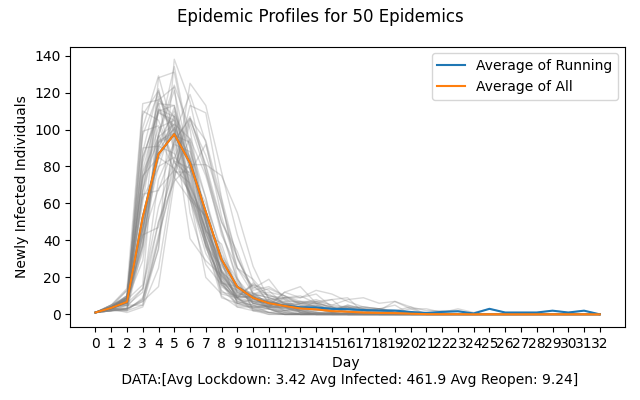 Epidemic Profiles for 50 Epidemics
Average of Running
Average of All
140
120
100
80
60
40
20
0
Newly Infected Individuals
0 1 2 3 4 5 6 7 8 9 10 11 12 13 14 15 16 17 18 19 20 21 22 23 24 25 26 27 28 29 30 31 32
Day
DATA:[Avg Lockdown: 3.42 Avg Infected: 461.9 Avg Reopen: 9.24]